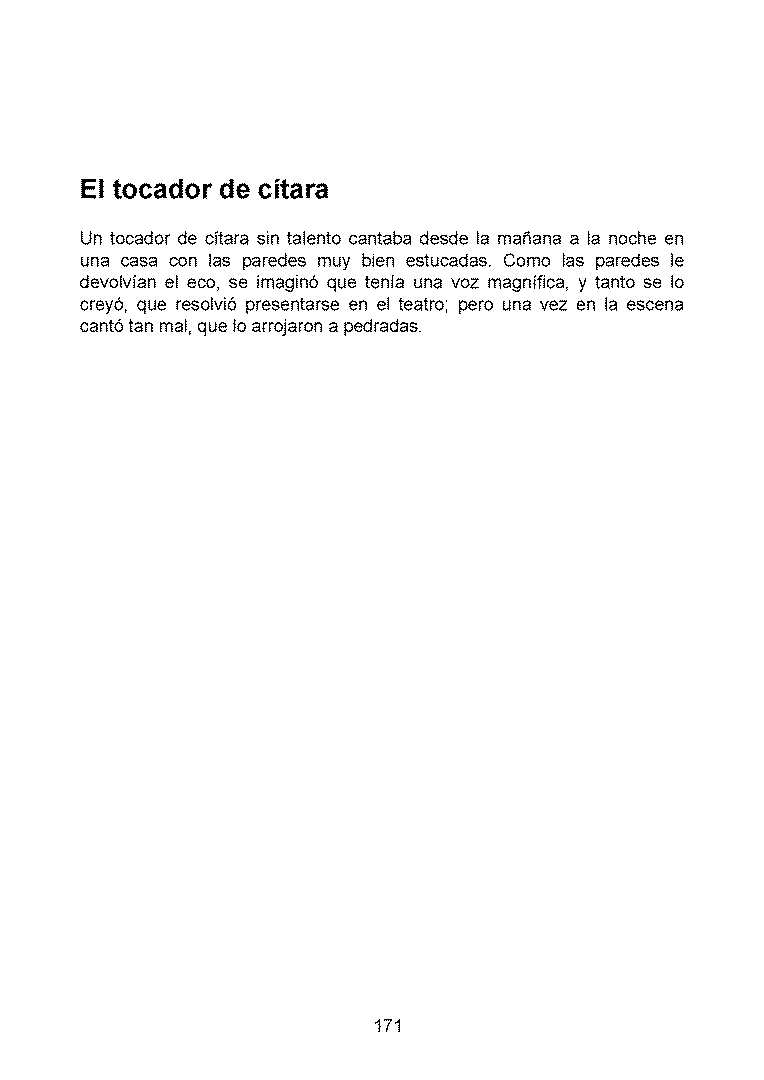 El tocador de cítara
Un tocador de cítara sin talento cantaba desde la mañana a la noche en
una casa con las paredes muy bien estucadas. Como las paredes le
devolvían el eco, se imaginó que tenía una voz magnífica, y tanto se lo
creyó, que resolvió presentarse en el teatro; pero una vez en la escena
cantó tan mal, que lo arrojaron a pedradas.
171